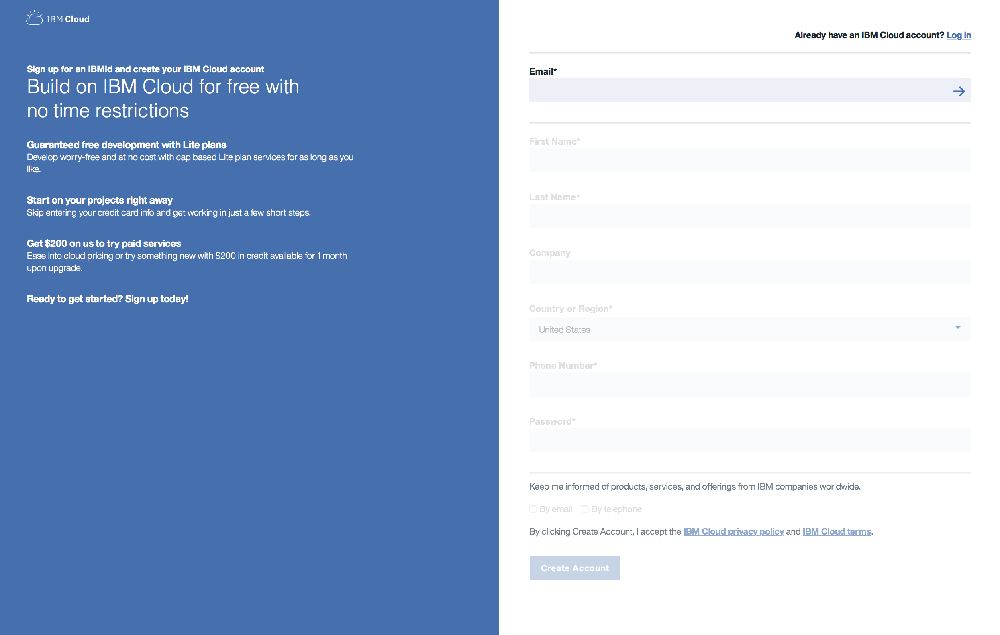 IBM Cloud
Sign up for an IBMid and create your IBM Cloud account
Build on IBM Cloud for free with
no time restrictions
Guaranteed free development with Lite plans
Develop worry-free and at no cost with cap based Lite plan services for as long as you
like.
Start on your projects right away
Skip entering your credit card info and get working in just a few short steps.
Get $200 on us to try paid services
Ease into cloud pricing or try something new with $200 in credit available for 1 month
upon upgrade.
Ready to get started? Sign up today!
Already have an IBM Cloud account? Log in
Email*
First Name*
Last Name*
Company
Country or Region*
United States
Phone Number*
Password*
Keep me informed of products, services, and offerings from IBM companies worldwide.
By email By telephone
By clicking Create Account, I accept the IBM Cloud privacy policy and IBM Cloud terms.
Create Account